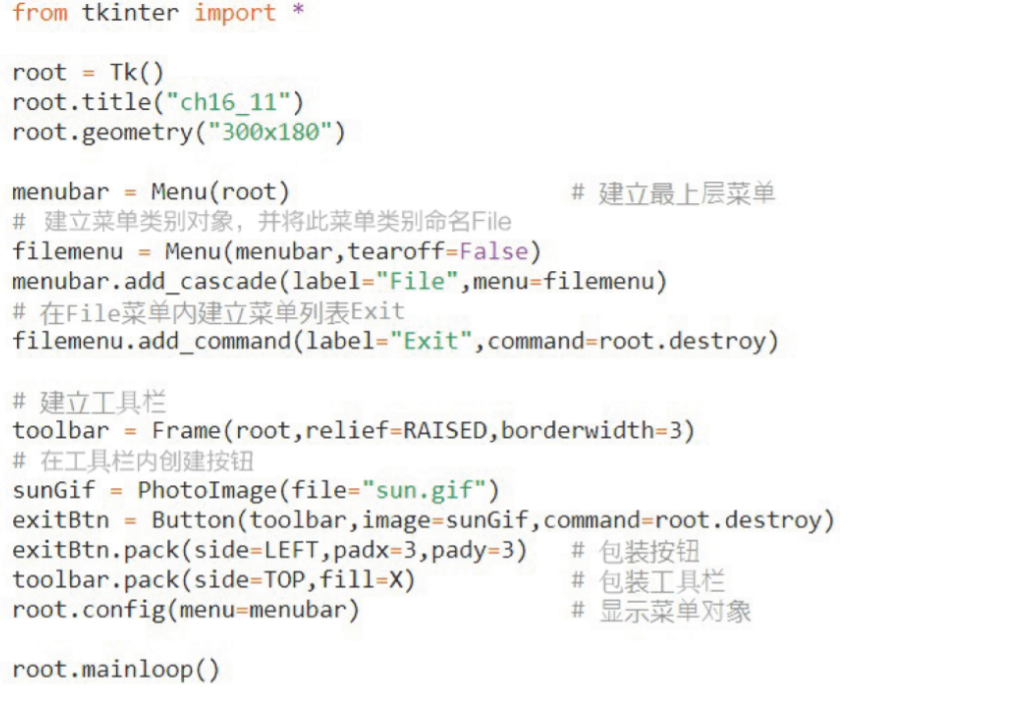 from tkinter import *
root = Tk()
root.title("ch16_11")
root.geometry("300x180")
menubar = Menu(root) # 建立最上层菜单
# 建立菜单类别对象，并将此菜单类别命名File
filemenu = Menu(menubar,tearoff=False)
menubar.add_cascade(label="File",menu=filemenu)
# 在File菜单内建立菜单列表Exit
filemenu.add_command(label="Exit",command=root.destroy)
# 建立工具栏
toolbar = Frame(root,relief=RAISED,borderwidth=3)
# 在工具栏内创建按钮
sunGif = PhotoImage(file="sun.gif")
exitBtn = Button(toolbar,image=sunGif,command=root.destroy)
exitBtn.pack(side=LEFT,padx=3,pady=3) # 包装按钮
toolbar.pack(side=TOP,fill=X) # 包装工具栏
root.config(menu=menubar) # 显示菜单对象
root.mainloop()